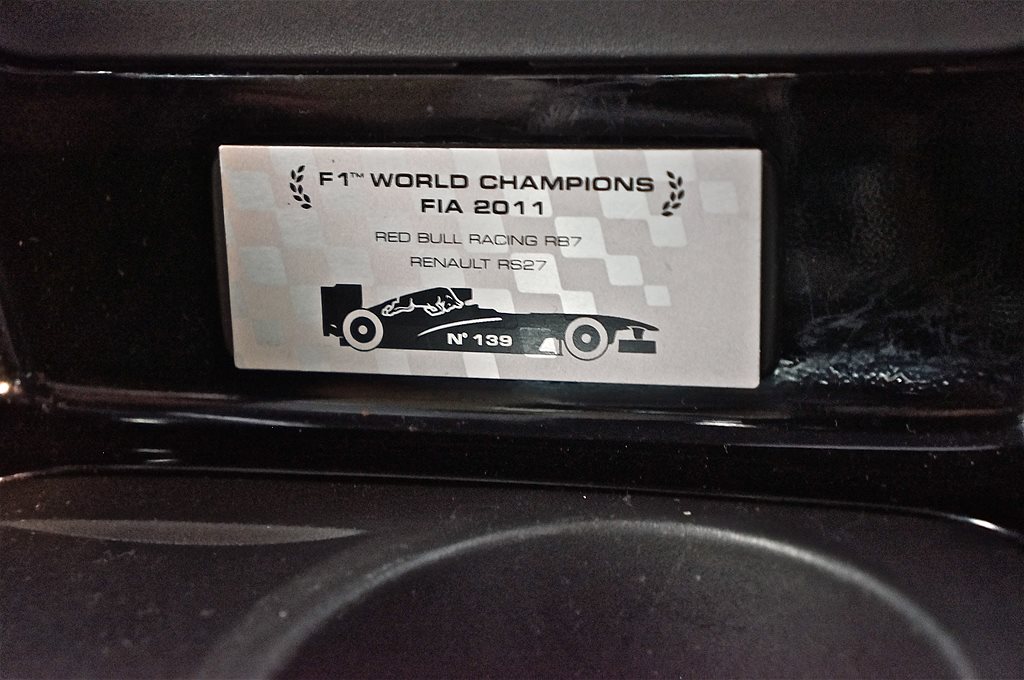 F1™ WORLD CHAMPIONS
FIA 2011
RED BULL RACING RB7
RENAULT RS27
N° 139